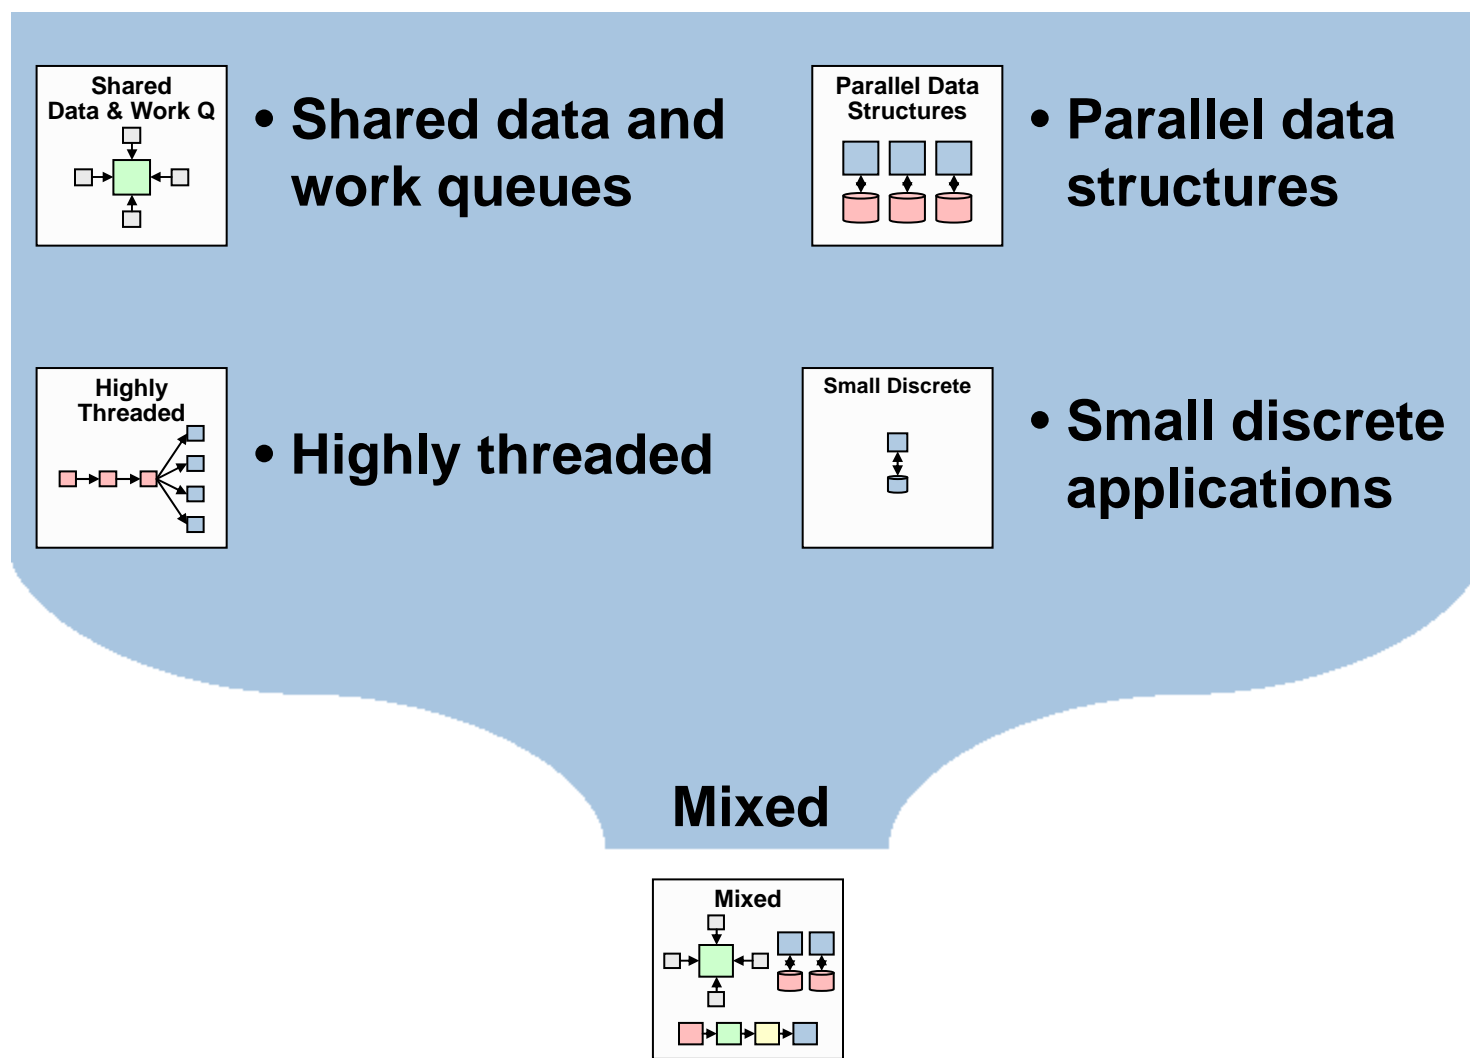 Shared
Data & Work Q
• Shared data and
work queues
Parallel Data
Structures
• Parallel data
structures
Highly
Threaded
• Highly threaded
Small Discrete
• Small discrete
applications
Mixed
Mixed